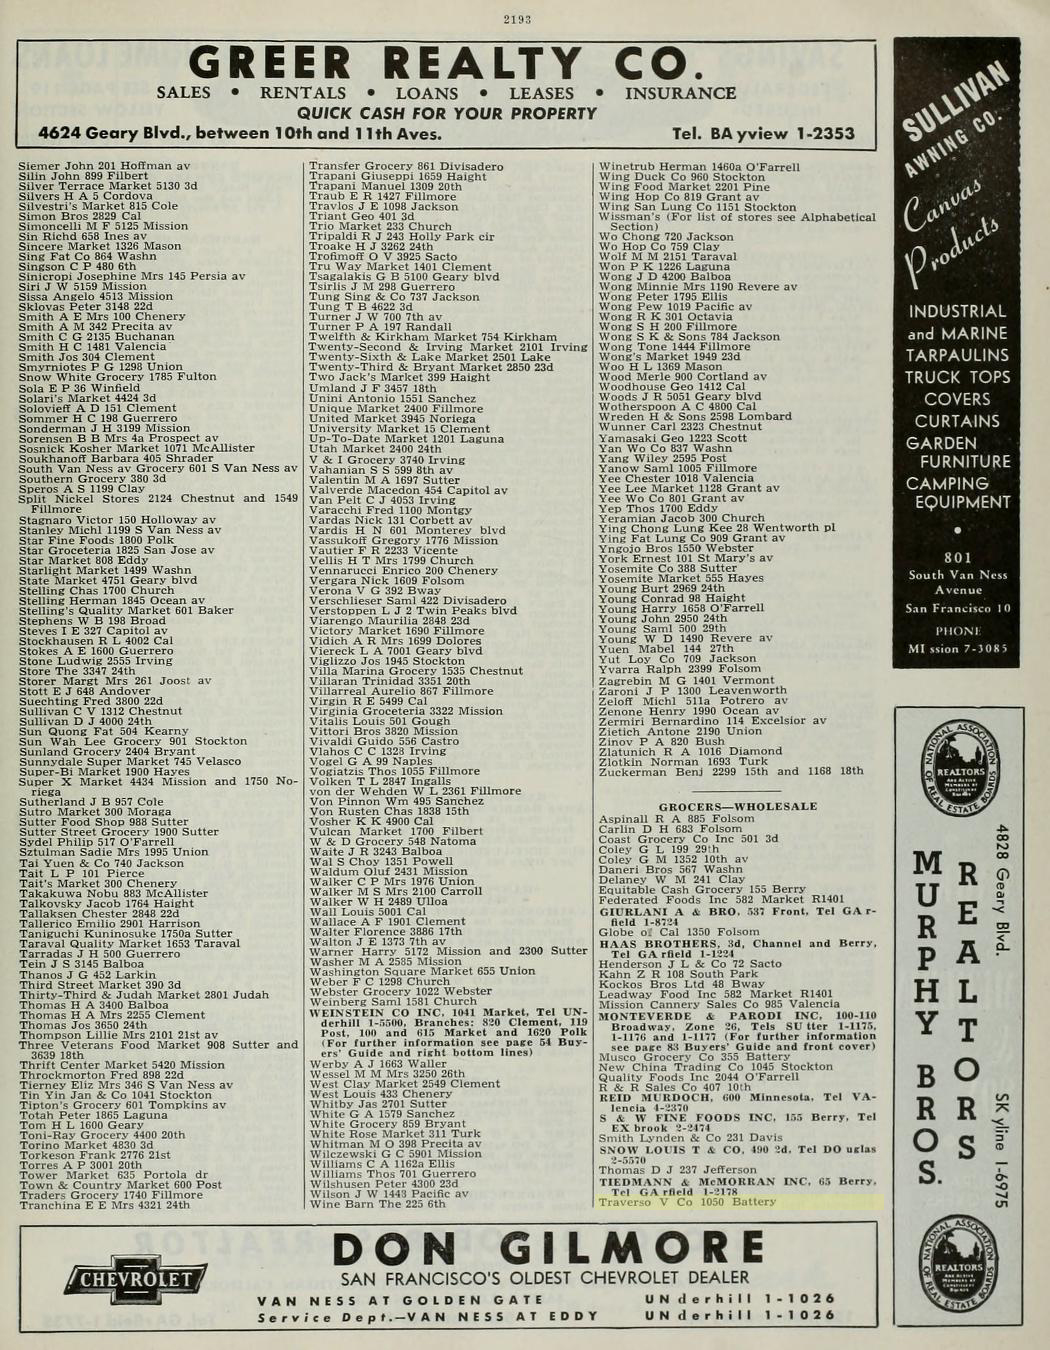 2193
GREER REALTY CO.
SALES • RENTALS • LOANS • LEASES • INSURANCE
QUICK CASH FOR YOUR PROPERTY
4624 Geary Blvd., between 10th and 11th Aves. Tel. BA yview 1-2353
Siemer John 201 Hoffman av
Silin John 899 Filbert
Silver Terrace Market 5130 3d
Silvers H A 5 Cordova
Silvestri's Market 815 Cole
Simon Bros 2829 Cal
Simoncelli M F 5125 Mission
Sin Richd 658 Ines av
Sincere Market 1326 Mason
Sing Fat Co 864 Washn
Singson C P 480 6th
Sinicropi Josephine Mrs 145 Persia av
Siri J W 5159 Mission
Sissa Angelo 4513 Mission
Sklovas Peter 3148 22d
Smith A E Mrs 100 Chenery
Smith A M 342 Precita av
Smith C G 2135 Buchanan
Smith H C 1481 Valencia
Smith Jos 304 Clement
Smyrniotes P G 1298 Union
Snow White Grocery 1785 Fulton
Sola E P 36 Winfield
Solari's Market 4424 3d
Solovieff A D 151 Clement
Sommer H C 198 Guerrero
Sonderman J H 3199 Mission
Sorensen B B Mrs 4a Prospect av
Sosnick Kosher Market 1071 McAllister
Soukhanoff Barbara 405 Shrader
South Van Ness av Grocery 601 S Van Ness av
Southern Grocery 380 3d
Speros A S 1199 Clay
Split Nickel Stores 2124 Chestnut and 1549
Fillmore
Stagnaro Victor 150 Holloway av
Stanley Michl 1199 S Van Ness av
Star Fine Foods 1800 Polk
Star Groceteria 1825 San Jose av
Star Market 808 Eddy
Starlight Market 1499 Washn
State Market 4751 Geary blvd
Stelling Chas 1700 Church
Stelling Herman 1845 Ocean av
Stelling's Quality Market 601 Baker
Stephens W B 198 Broad
Steves I E 327 Capitol av
Stockhausen R L 4002 Cal
Stokes A E 1600 Guerrero
Stone Ludwig 2555 Irving
Store The 3347 24th
Storer Margt Mrs 261 Joost av
Stott E J 648 Andover
Suechting Fred 3800 22d
Sullivan C V 1312 Chestnut
Sullivan D J 4000 24th
Sun Quong Fat 504 Kearny
Sun Wah Lee Grocery 901 Stockton
Sunland Grocery 2404 Bryant
Sunnydale Super Market 745 Velasco
Super-Bi Market 1900 Hayes
Super X Market 4434 Mission and 1750 No-
riega
Sutherland J B 957 Cole
Sutro Market 300 Moraga
Sutter Food Shop 988 Sutter
Sutter Street Grocery 1900 Sutter
Sydel Philip 517 O'Farrell
Sztulman Sadie Mrs 1995 Union
Tai Yuen & Co 740 Jackson
Tait L P 101 Pierce
Tait's Market 300 Chenery
Takakuwa Nobu 883 McAllister
Talkovsky Jacob 1764 Haight
Tallaksen Chester 2848 22d
Tallerico Emilio 2901 Harrison
Taniguchi Kuninosuke 1750a Sutter
Taraval Quality Market 1653 Taraval
Tarradas J H 500 Guerrero
Tein J S 3145 Balboa
Thanos J G 452 Larkin
Third Street Market 390 3d
Thirty-Third & Judah Market 2801 Judah
Thomas H A 3400 Balboa
Thomas H A Mrs 2255 Clement
Thomas Jos 3650 24th
Thompson Lillie Mrs 2101 21st av
Three Veterans Food Market 908 Sutter and
3639 18th
Thrift Center Market 5420 Mission
Throckmorton Fred 898 22d
Tierney Eliz Mrs 346 S Van Ness av
Tin Yin Jan & Co 1041 Stockton
Tipton's Grocery 601 Tompkins av
Totah Peter 1865 Laguna
Tom H L 1600 Geary
Toni-Ray Grocery 4400 20th
Torino Market 4830 3d
Torkeson Frank 2776 21st
Torres A P 3001 20th
Tower Market 635 Portola dr
Town & Country Market 600 Post
Traders Grocery 1740 Fillmore
Tranchina E E Mrs 4321 24th
Transfer Grocery 861 Divisadero
Trapani Giuseppi 1659 Haight
Trapani Manuel 1309 20th
Traub E R 1427 Fillmore
Travlos J E 1098 Jackson
Triant Geo 401 3d
Trio Market 233 Church
Tripaldi R J 243 Holly Park cir
Troake H J 3262 24th
Trofimoff O V 3925 Sacto
Tru Way Market 1401 Clement
Tsagalakis G B 5100 Geary blvd
Tsirlis J M 298 Guerrero
Tung Sing & Co 737 Jackson
Tung T B 4622 3d
Turner J W 700 7th av
Turner P A 197 Randall
Twelfth & Kirkham Market 754 Kirkham
Twenty-Second & Irving Market 2101 Irving
Twenty-Sixth & Lake Market 2501 Lake
Twenty-Third & Bryant Market 2850 23d
Two Jack's Market 399 Haight
Umland J F 3457 18th
Unini Antonio 1551 Sanchez
Unique Market 2400 Fillmore
United Market 3945 Noriega
University Market 15 Clement
Up-To-Date Market 1201 Laguna
Utah Market 2400 24th
V & I Grocery 3740 Irving
Vahanian S S 599 8th av
Valentin M A 1697 Sutter
Valverde Macedon 454 Capitol av
Van Pelt C J 4053 Irving
Varacchi Fred 1100 Montgy
Vardas Nick 131 Corbett av
Vardis H N 601 Monterey blvd
Vassukoff Gregory 1776 Mission
Vautier F R 2233 Vicente
Vellis H T Mrs 1799 Church
Vennarucci Enrico 200 Chenery
Vergara Nick 1609 Folsom
Verona V G 392 Bway
Verschlieser Saml 422 Divisadero
Verstoppen L J 2 Twin Peaks blvd
Viarengo Maurilia 2848 23d
Victory Market 1690 Fillmore
Vidich A R Mrs 1699 Dolores
Viereck L A 7001 Geary blvd
Viglizzo Jos 1945 Stockton
Villa Marina Grocery 1535 Chestnut
Villaran Trinidad 3351 20th
Villarreal Aurelio 867 Fillmore
Virgin R E 5499 Cal
Virginia Groceteria 3322 Mission
Vitalis Louis 501 Gough
Vittori Bros 3820 Mission
Vivaldi Guido 556 Castro
Vlahos C C 1328 Irving
Vogel G A 99 Naples
Vogiatzis Thos 1055 Fillmore
Volken T L 2847 Ingalls
von der Wehden W L 2361 Fillmore
Von Pinnon Wm 495 Sanchez
Von Rusten Chas 1838 15th
Vosher K K 4900 Cal
Vulcan Market 1700 Filbert
W & D Grocery 548 Natoma
Waite J R 3243 Balboa
Wal S Choy 1351 Powell
Waldum Oluf 2431 Mission
Walker C P Mrs 1976 Union
Walker M S Mrs 2100 Carroll
Walker W H 2489 Ulloa
Wall Louis 5001 Cal
Wallace A F 1901 Clement
Walter Florence 3886 17th
Walton J E 1373 7th av
Warner Harry 5172 Mission and 2300 Sutter
Washer M A 2585 Mission
Washington Square Market 655 Union
Weber F C 1298 Church
Webster Grocery 1022 Webster
Weinberg Saml 1581 Church
WEINSTEIN CO INC, 1041 Market, Tel UN-
derhill 1-5500, Branches: 820 Clement, 119
Post, 100 and 615 Market and 1620 Polk
(For further information see page 54 Buy-
ers' Guide and right bottom lines)
Werby A J 1663 Waller
Wessel M M Mrs 3250 26th
West Clay Market 2549 Clement
West Louis 433 Chenery
Whitby Jas 2701 Sutter
White G A 1579 Sanchez
White Grocery 859 Bryant
White Rose Market 311 Turk
Whitman M O 398 Precita av
Wilczewski G C 5901 Mission
Williams C A 1162a Ellis
Williams Thos 701 Guerrero
Wilshusen Peter 4300 23d
Wilson J W 1443 Pacific av
Wine Barn The 225 6th
Winetrub Herman 1460a O'Farrell
Wing Duck Co 960 Stockton
Wing Food Market 2201 Pine
Wing Hop Co 819 Grant av
Wing San Lung Co 1151 Stockton
Wissman's (For list of stores see Alphabetical
Section)
Wo Chong 720 Jackson
Wo Hop Co 759 Clay
Wolf M M 2151 Taraval
Won P K 1226 Laguna
Wong J D 4200 Balboa
Wong Minnie Mrs 1190 Revere av
Wong Peter 1795 Ellis
Wong Pew 1019 Pacific av
Wong R K 301 Octavia
Wong S H 200 Fillmore
Wong S K & Sons 784 Jackson
Wong Tone 1444 Fillmore
Wong's Market 1949 23d
Woo H L 1369 Mason
Wood Merle 900 Cortland av
Woodhouse Geo 1412 Cal
Woods J R 5051 Geary blvd
Wotherspoon A C 4800 Cal
Wreden H & Sons 2598 Lombard
Wunner Carl 2323 Chestnut
Yamasaki Geo 1223 Scott
Yan Wo Co 837 Washn
Yang Wiley 2595 Post
Yanow Saml 1005 Fillmore
Yee Chester 1018 Valencia
Yee Lee Market 1128 Grant av
Yee Wo Co 801 Grant av
Yep Thos 1700 Eddy
Yeramian Jacob 300 Church
Ying Chong Lung Kee 28 Wentworth pl
Ying Fat Lung Co 909 Grant av
Yngojo Bros 1550 Webster
York Ernest 101 St Mary's av
Yosemite Co 388 Sutter
Yosemite Market 555 Hayes
Young Burt 2969 24th
Young Conrad 98 Haight
Young Harry 1658 O'Farrell
Young John 2950 24th
Young Saml 500 29th
Young W D 1490 Revere av
Yuen Mabel 144 27th
Yut Loy Co 709 Jackson
Yvarra Ralph 2399 Folsom
Zagrebin M G 1401 Vermont
Zaroni J P 1300 Leavenworth
Zeloff Michl 511a Potrero av
Zenone Henry 1990 Ocean av
Zermiri Bernardino 114 Excelsior av
Zietich Antone 2190 Union
Zinov P A 820 Bush
Zlatunich R A 1016 Diamond
Zlotkin Norman 1693 Turk
Zuckerman Benj 2299 15th and 1168 18th
GROCERS—WHOLESALE
Aspinall R A 885 Folsom
Carlin D H 683 Folsom
Coast Grocery Co Inc 501 3d
Coley G L 199 29th
Coley G M 1352 10th av
Daneri Bros 567 Washn
Delaney W M 241 Clay
Equitable Cash Grocery 155 Berry
Federated Foods Inc 582 Market R1401
GIURLANI A & BRO, 537 Front, Tel GA r-
field 1-8724
Globe of Cal 1350 Folsom
HAAS BROTHERS, 3d, Channel and Berry,
Tel GA rfield 1-1224
Henderson J L & Co 72 Sacto
Kahn Z R 108 South Park
Kockos Bros Ltd 48 Bway
Leadway Food Inc 582 Market R1401
Mission Cannery Sales Co 985 Valencia
MONTEVERDE & PARODI INC, 100-110
Broadway, Zone 26, Tels SU tter 1-1175,
1-1176 and 1-1177 (For further information
see page 83 Buyers' Guide and front cover)
Musco Grocery Co 355 Battery
New China Trading Co 1045 Stockton
Quality Foods Inc 2044 O'Farrell
R & R Sales Co 407 10th
REID MURDOCH, 600 Minnesota, Tel VA-
lencia 4-2370
S & W FINE FOODS INC, 155 Berry, Tel
EX brook 2-2474
Smith Lynden & Co 231 Davis
SNOW LOUIS T & CO, 490 2d, Tel DO uglas
2-5570
Thomas D J 237 Jefferson
TIEDMANN & McMORRAN INC, 65 Berry,
Tel GA rfield 1-2178
Traverso V Co 1050 Battery
SULLIVAN
AWNING CO.
Canvas
Products
INDUSTRIAL
and MARINE
TARPAULINS
TRUCK TOPS
COVERS
CURTAINS
GARDEN
FURNITURE
CAMPING
EQUIPMENT
•
801
South Van Ness
Avenue
San Francisco 10
PHONE
MI ssion 7-3085
NATIONAL ASSOCIATION
OF REAL ESTATE BOARDS
REALTORS
MURPHY BROS.
REALTORS
4828 Geary Blvd.
SK yline 1-6975
NATIONAL ASSOCIATION
OF REAL ESTATE BOARDS
REALTORS
CHEVROLET
DON GILMORE
SAN FRANCISCO'S OLDEST CHEVROLET DEALER
VAN NESS AT GOLDEN GATE UN derhill 1-1026
Service Dept.—VAN NESS AT EDDY UN derhill 1-1026